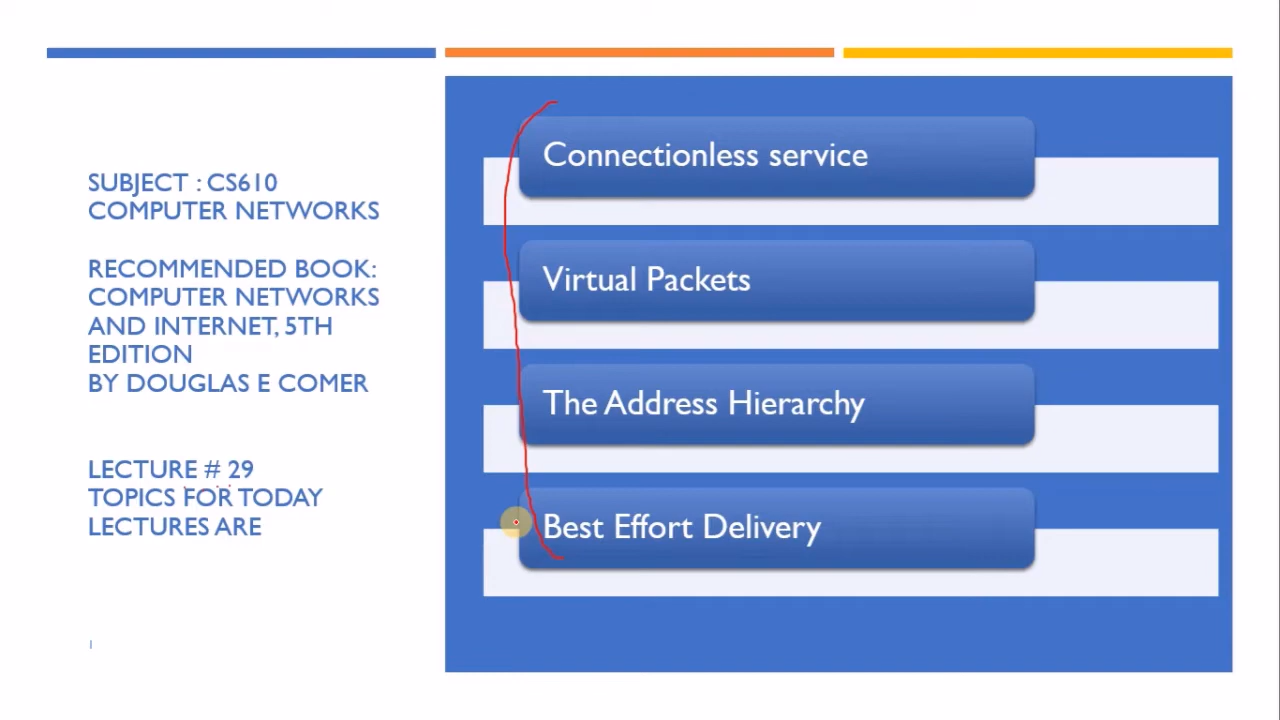 SUBJECT : CS610
COMPUTER NETWORKS
RECOMMENDED BOOK:
COMPUTER NETWORKS
AND INTERNET, 5TH
EDITION
BY DOUGLAS E COMER
LECTURE # 29
TOPICS FOR TODAY
LECTURES ARE
1
Connectionless service
Virtual Packets
The Address Hierarchy
Best Effort Delivery